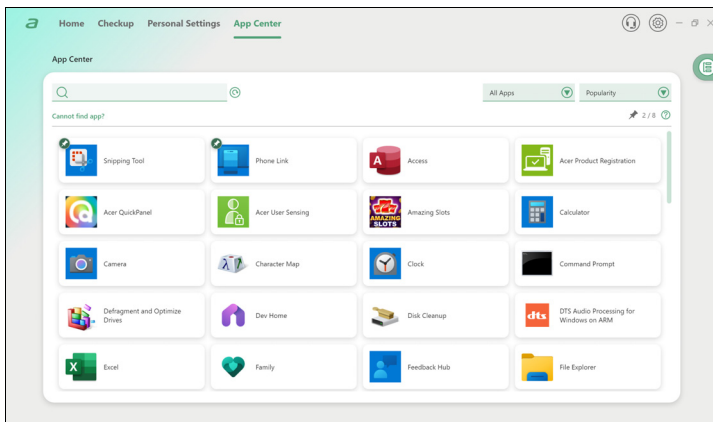 a Home Checkup Personal Settings App Center
App Center
All Apps Popularity
Cannot find app? 2 / 8
Snipping Tool Phone Link A Access Acer Product Registration
Acer QuickPanel Acer User Sensing AMAZING SLOTS Amazing Slots Calculator
Camera Character Map Clock Command Prompt
Defragment and Optimize Drives Dev Home Disk Cleanup dts DTS Audio Processing for Windows on ARM
X Excel Family Feedback Hub File Explorer